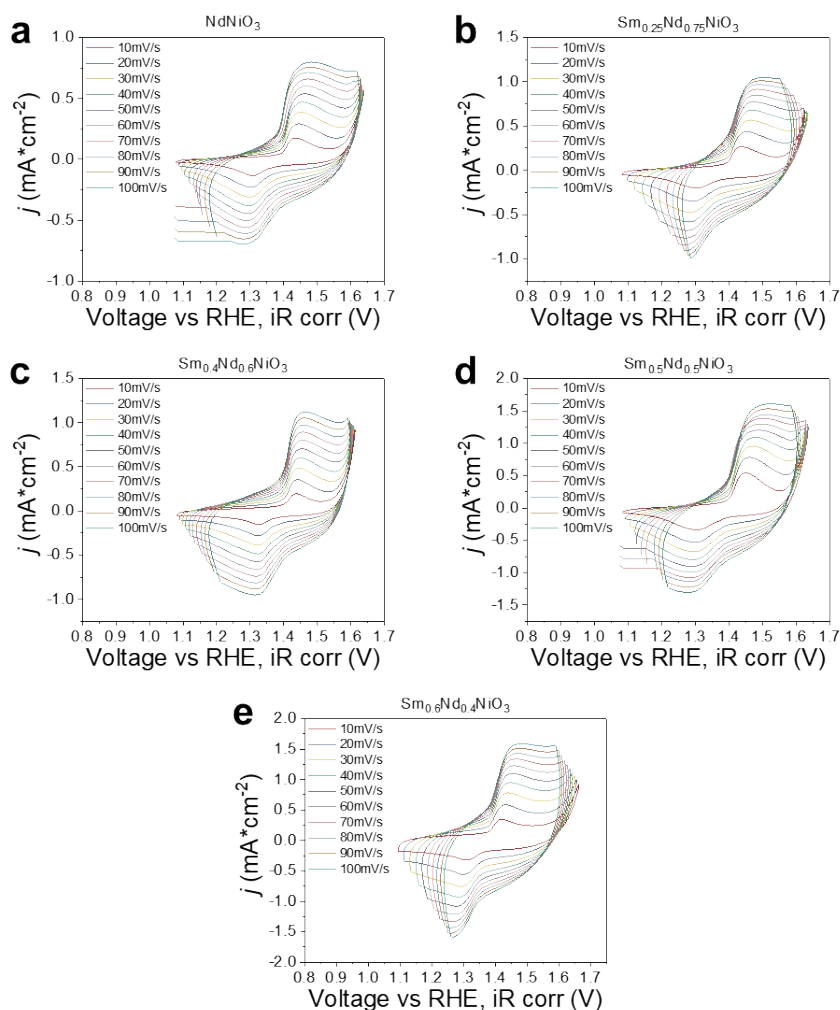 a
NdNiO3
1.0
0.5
0.0
-0.5
-1.0
j (mA*cm-2)
10mV/s
20mV/s
30mV/s
40mV/s
50mV/s
60mV/s
70mV/s
80mV/s
90mV/s
100mV/s
0.8 0.9 1.0 1.1 1.2 1.3 1.4 1.5 1.6 1.7
Voltage vs RHE, iR corr (V)
b
Sm0.25Nd0.75NiO3
1.5
1.0
0.5
0.0
-0.5
-1.0
j (mA*cm-2)
10mV/s
20mV/s
30mV/s
40mV/s
50mV/s
60mV/s
70mV/s
80mV/s
90mV/s
100mV/s
0.8 0.9 1.0 1.1 1.2 1.3 1.4 1.5 1.6 1.7
Voltage vs RHE, iR corr (V)
c
Sm0.4Nd0.6NiO3
1.5
1.0
0.5
0.0
-0.5
-1.0
j (mA*cm-2)
10mV/s
20mV/s
30mV/s
40mV/s
50mV/s
60mV/s
70mV/s
80mV/s
90mV/s
100mV/s
0.8 0.9 1.0 1.1 1.2 1.3 1.4 1.5 1.6 1.7
Voltage vs RHE, iR corr (V)
d
Sm0.5Nd0.5NiO3
2.0
1.5
1.0
0.5
0.0
-0.5
-1.0
-1.5
j (mA*cm-2)
10mV/s
20mV/s
30mV/s
40mV/s
50mV/s
60mV/s
70mV/s
80mV/s
90mV/s
100mV/s
0.8 0.9 1.0 1.1 1.2 1.3 1.4 1.5 1.6 1.7
Voltage vs RHE, iR corr (V)
e
Sm0.6Nd0.4NiO3
2.0
1.5
1.0
0.5
0.0
-0.5
-1.0
-1.5
-2.0
j (mA*cm-2)
10mV/s
20mV/s
30mV/s
40mV/s
50mV/s
60mV/s
70mV/s
80mV/s
90mV/s
100mV/s
0.8 0.9 1.0 1.1 1.2 1.3 1.4 1.5 1.6 1.7
Voltage vs RHE, iR corr (V)